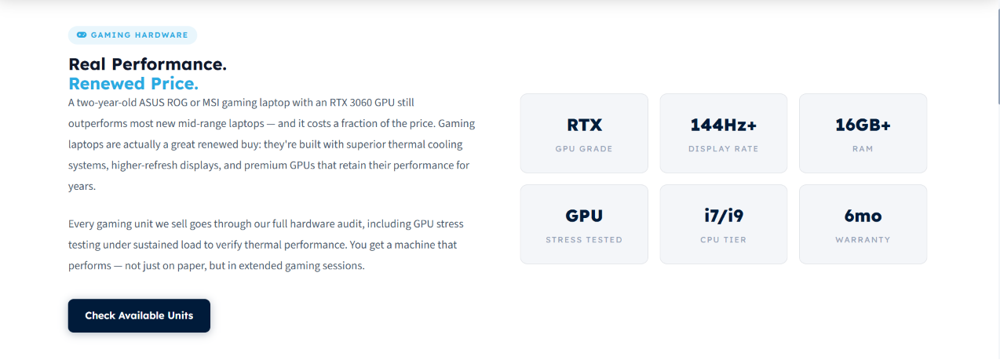 GAMING HARDWARE
Real Performance.
Renewed Price.
A two-year-old ASUS ROG or MSI gaming laptop with an RTX 3060 GPU still
outperforms most new mid-range laptops — and it costs a fraction of the price. Gaming
laptops are actually a great renewed buy: they're built with superior thermal cooling
systems, higher-refresh displays, and premium GPUs that retain their performance for
years.
Every gaming unit we sell goes through our full hardware audit, including GPU stress
testing under sustained load to verify thermal performance. You get a machine that
performs — not just on paper, but in extended gaming sessions.
Check Available Units
RTX
GPU GRADE
144Hz+
DISPLAY RATE
16GB+
RAM
GPU
STRESS TESTED
i7/i9
CPU TIER
6mo
WARRANTY